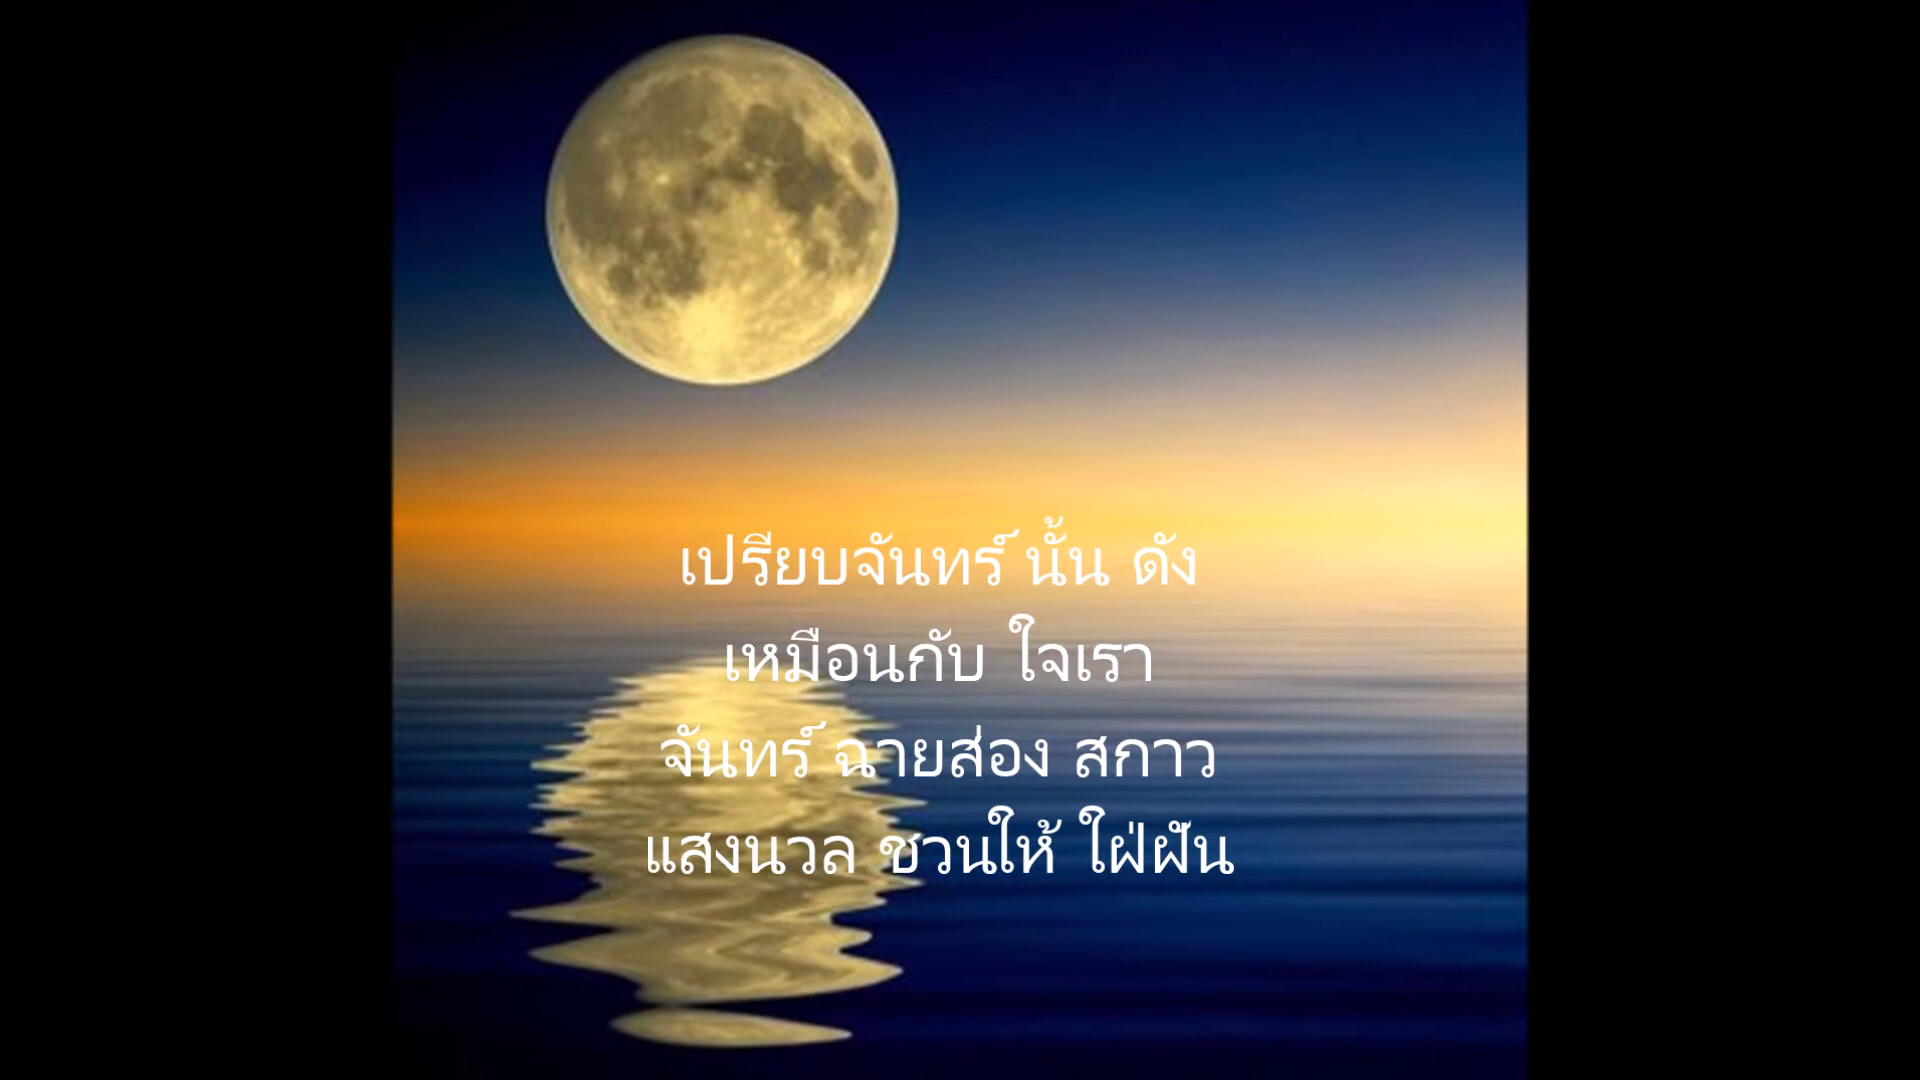 เปรียบจันทร์ นั้น ดัง
เหมือนกับ ใจเรา
จันทร์ ฉายส่อง สกาว
แสงนวล ชวนให้ ใฝ่ฝัน